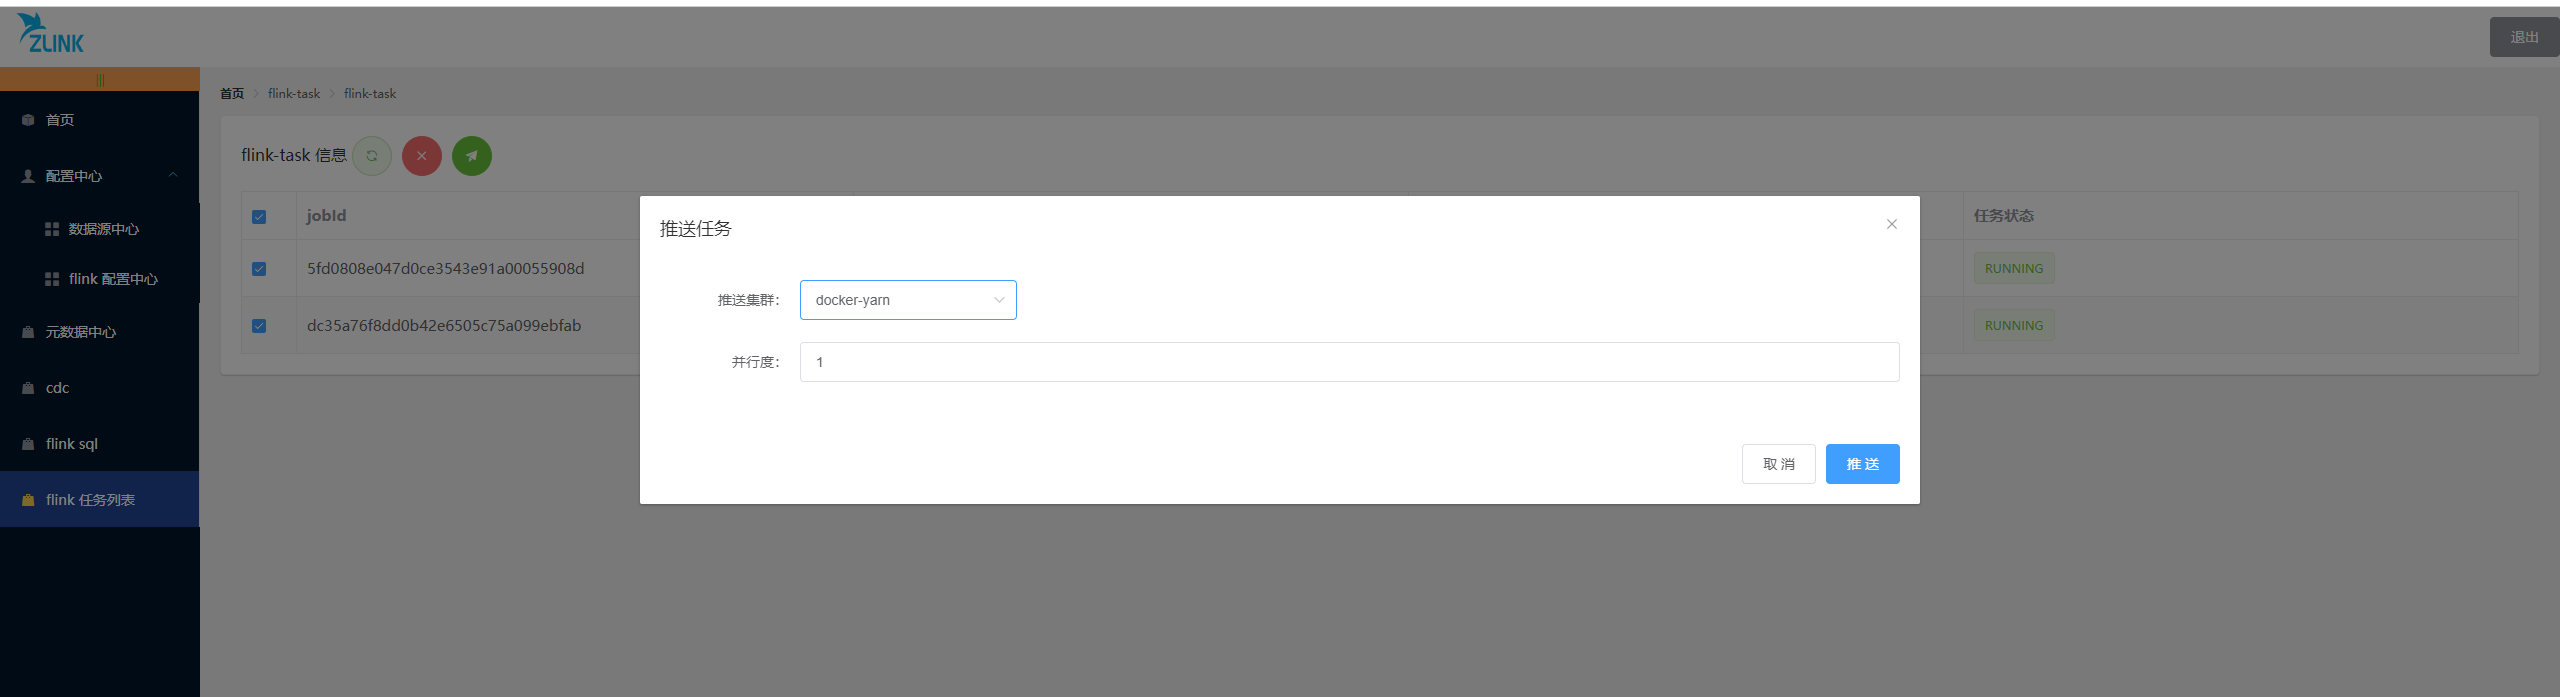 ZLINK
退出
首页
配置中心
数据源中心
flink 配置中心
元数据中心
cdc
flink sql
flink 任务列表
首页 flink-task flink-task
flink-task 信息
jobId 任务状态
5fd0808e047d0ce3543e91a00055908d RUNNING
dc35a76f8dd0b42e6505c75a099ebfab RUNNING
推送任务
推送集群: docker-yarn
并行度: 1
取 消 推 送